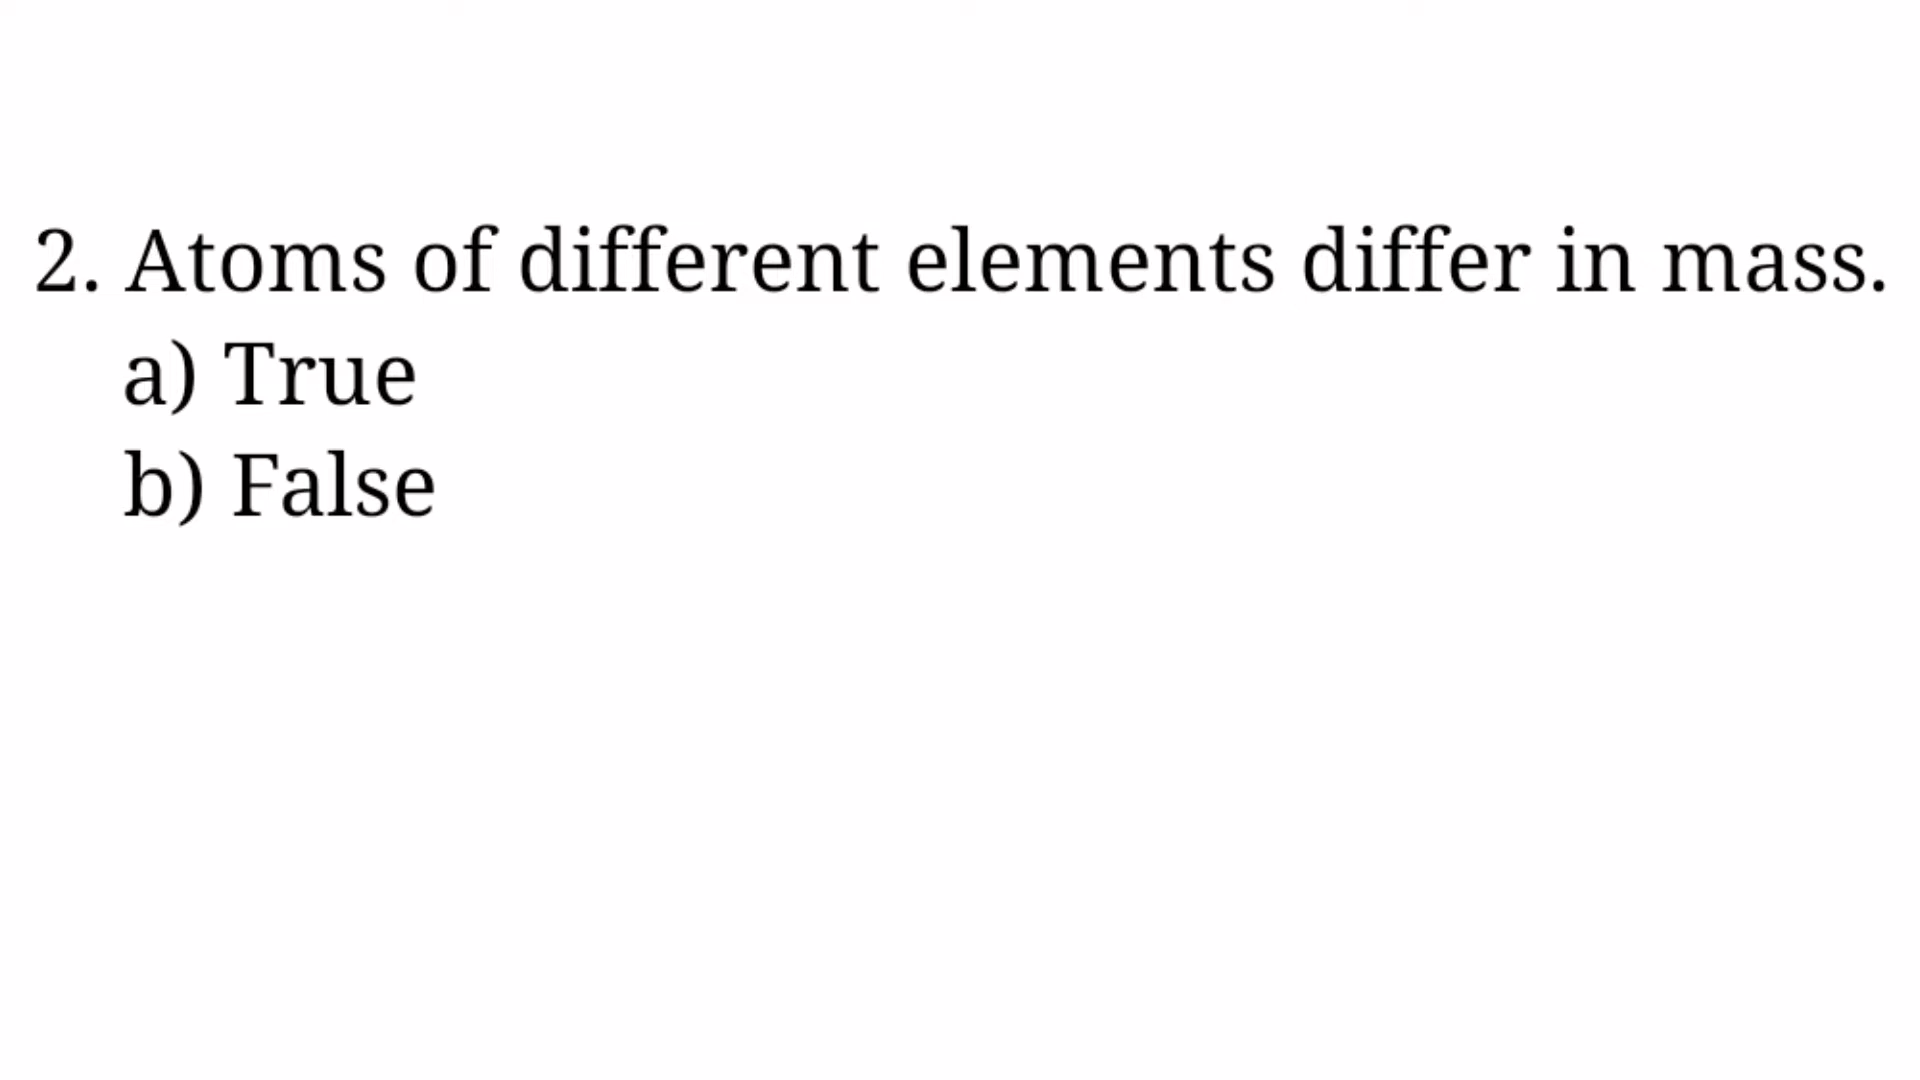 2. Atoms of different elements differ in mass.
a) True
b) False